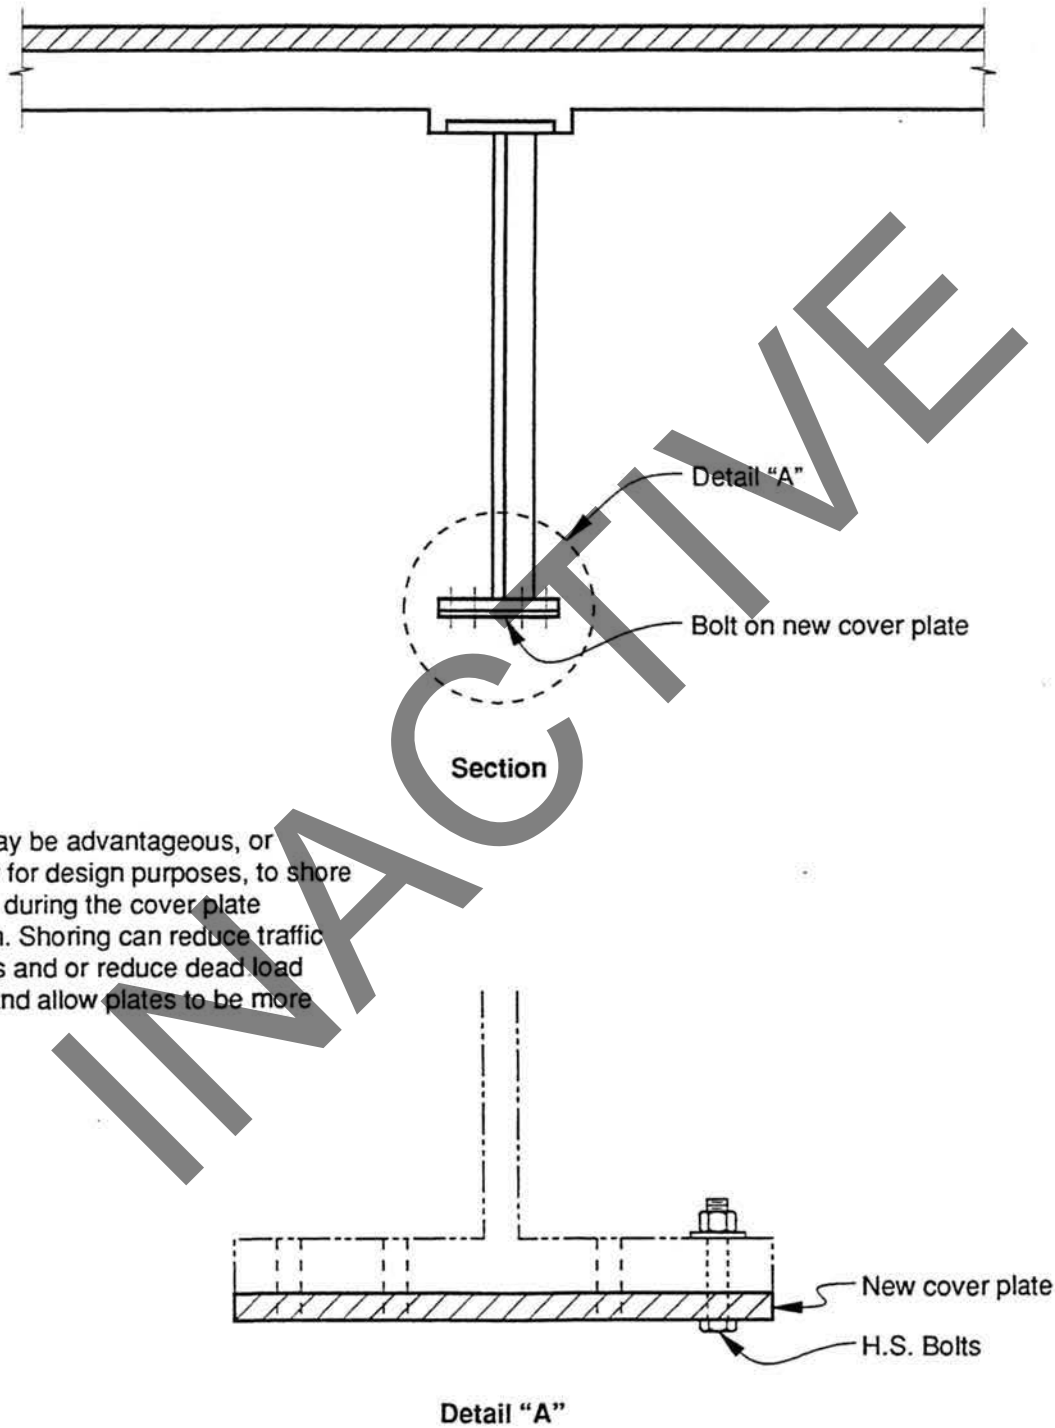 Detail “A”
Bolt on new cover plate
Section
ay be advantageous, or
for design purposes, to shore
during the cover plate
n. Shoring can reduce traffic
s and or reduce dead load
nd allow plates to be more
INACTIVE
New cover plate
H.S. Bolts
Detail “A”